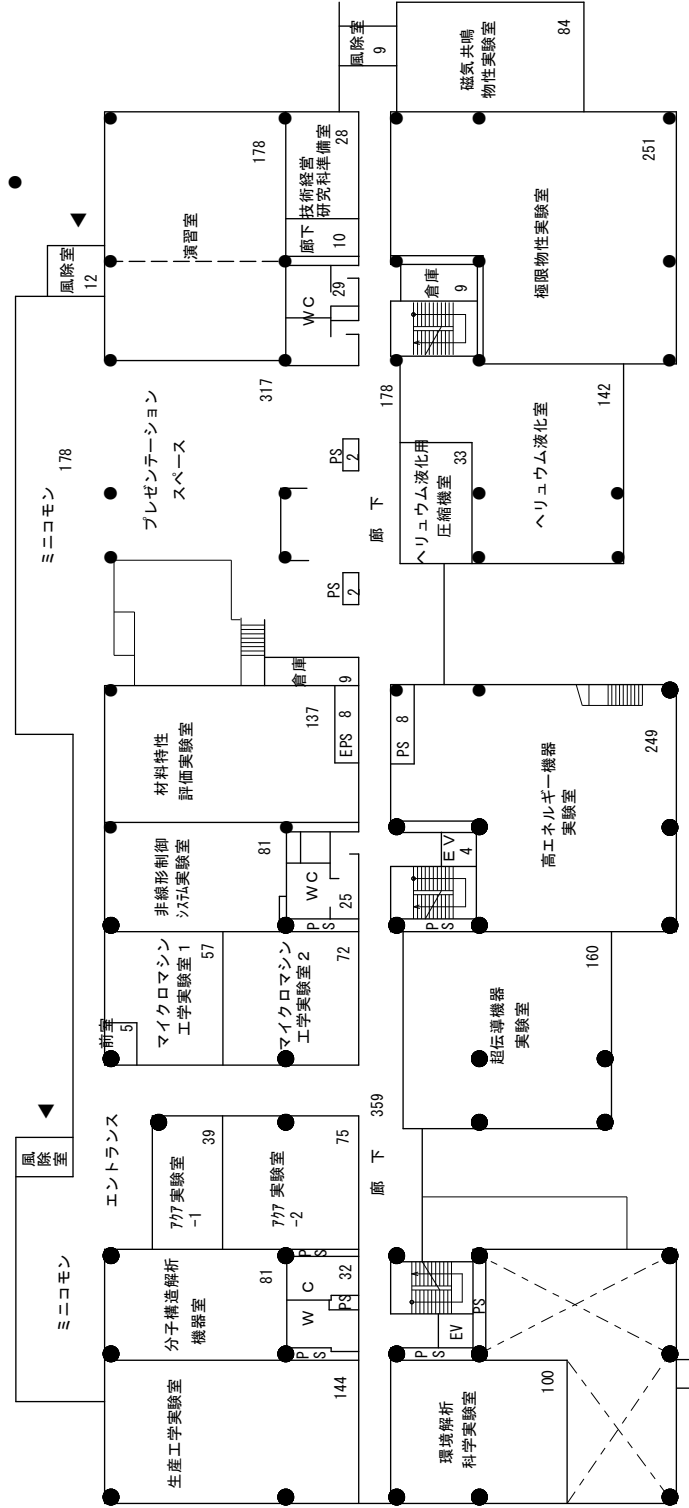 風除室
9
磁気共鳴
物性実験室
84
風除室
12
演習室
178
技術経営
研究科準備室
28
廊下
10
WC
29
倉庫
9
極限物性実験室
251
ミニコモン
178
プレゼンテーション
スペース
317
PS
2
PS
2
廊下
178
ヘリュウム液化用
圧縮機室
33
ヘリュウム液化室
142
倉庫
9
材料特性
評価実験室
137
EPS 8
PS 8
高エネルギー機器
実験室
249
非線形制御
システム実験室
81
WC
25
PS
EV
4
PS
マイクロマシン
工学実験室1
57
前室
5
マイクロマシン
工学実験室2
72
超伝導機器
実験室
160
風除室
エントランス
アクア実験室
-1
39
アクア実験室
-2
75
廊下
359
ミニコモン
分子構造解析
機器室
81
PS
WC
32
PS
PS
EV
PS
PS
生産工学実験室
144
環境解析
科学実験室
100